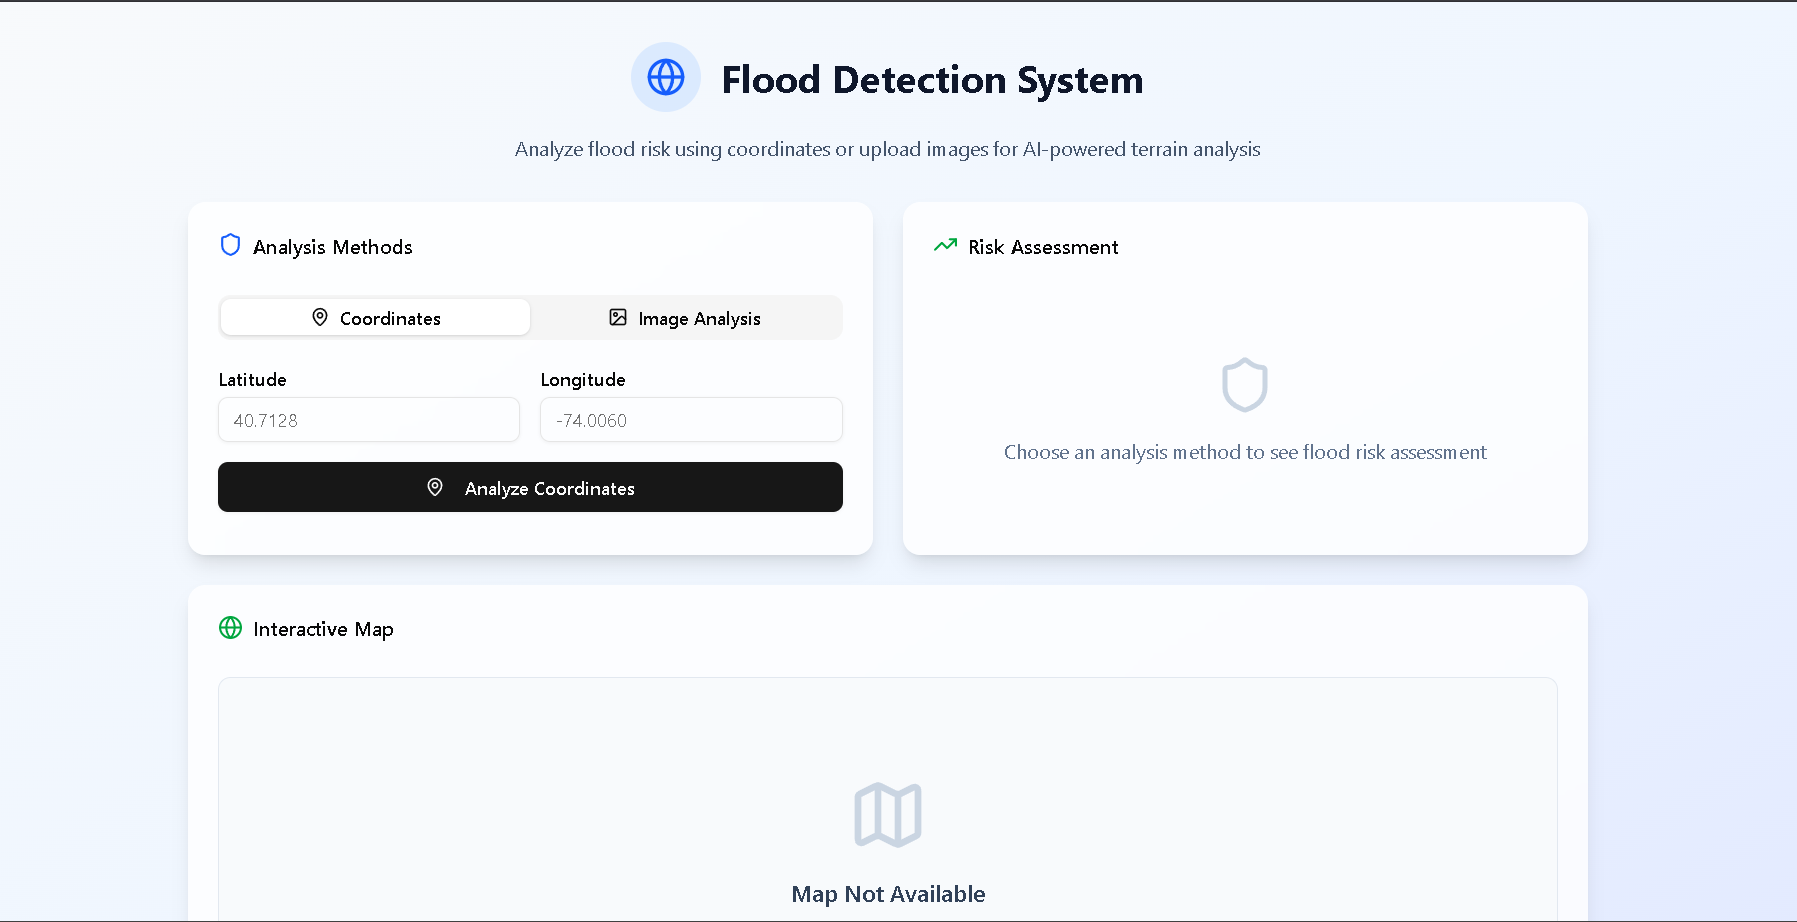 Flood Detection System
Analyze flood risk using coordinates or upload images for AI-powered terrain analysis
Analysis Methods
Coordinates
Image Analysis
Latitude
Longitude
40.7128
-74.0060
Analyze Coordinates
Risk Assessment
Choose an analysis method to see flood risk assessment
Interactive Map
Map Not Available